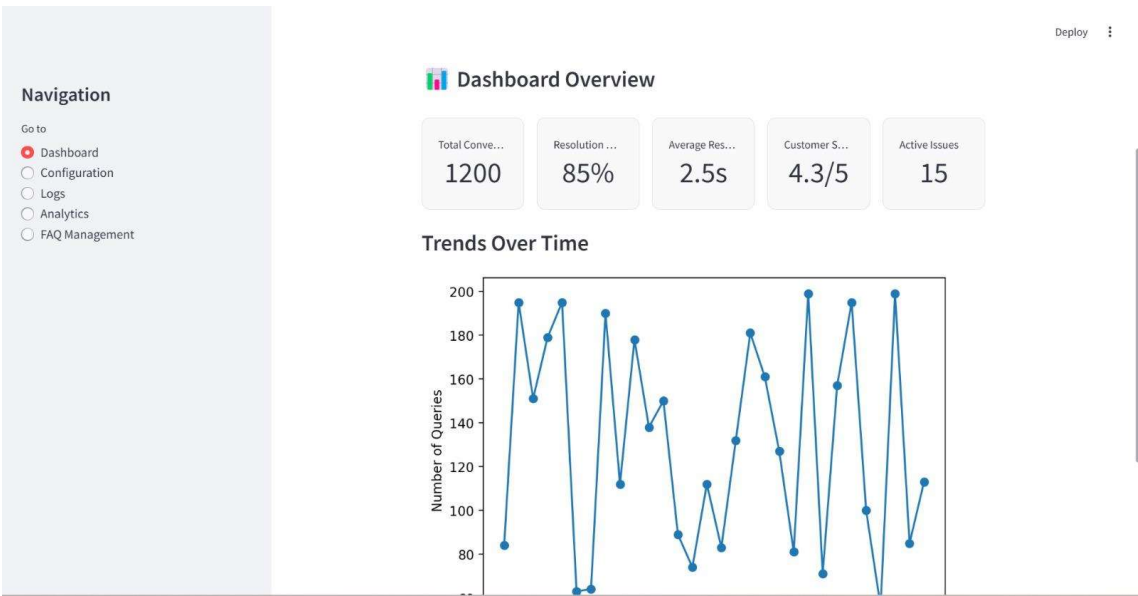 Deploy
Navigation
Go to
Dashboard
Configuration
Logs
Analytics
FAQ Management
Dashboard Overview
Total Conve...
1200
Resolution ...
85%
Average Res...
2.5s
Customer S...
4.3/5
Active Issues
15
Trends Over Time
Number of Queries
200
180
160
140
120
100
80